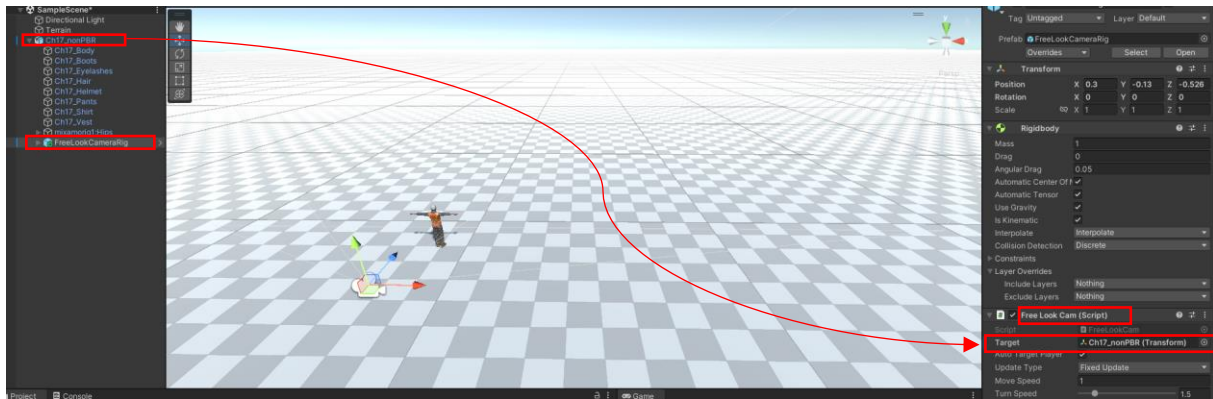 SampleScene*
Directional Light
Terrain
Ch17_nonPBR
Ch17_Body
Ch17_Boots
Ch17_Eyelashes
Ch17_Hair
Ch17_Helmet
Ch17_Pants
Ch17_Shirt
Ch17_Vest
mixamorig1:Hips
FreeLookCameraRig
Project Console
Game
Persp
Tag Untagged Layer Default
Prefab FreeLookCameraRig
Overrides Select Open
Transform
Position X 0.3 Y -0.13 Z -0.526
Rotation X 0 Y 0 Z 0
Scale X 1 Y 1 Z 1
Rigidbody
Mass 1
Drag 0
Angular Drag 0.05
Automatic Center Of M
Automatic Tensor
Use Gravity
Is Kinematic
Interpolate Interpolate
Collision Detection Discrete
Constraints
Layer Overrides
Include Layers Nothing
Exclude Layers Nothing
Free Look Cam (Script)
Script FreeLookCam
Target Ch17_nonPBR (Transform)
Auto Target Player
Update Type Fixed Update
Move Speed 1
Turn Speed 1.5